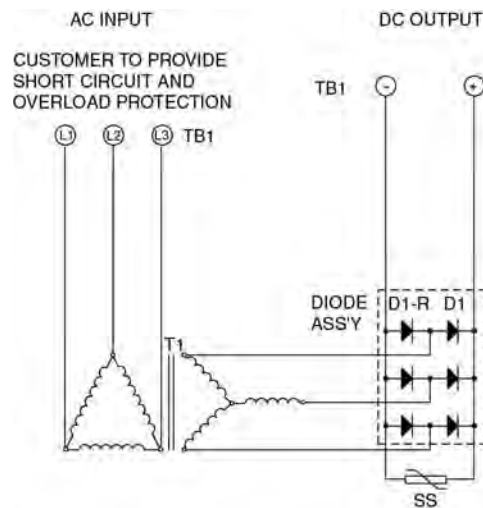 AC INPUT
DC OUTPUT
CUSTOMER TO PROVIDE
SHORT CIRCUIT AND
OVERLOAD PROTECTION
TB1
-
+
L1
L2
L3
TB1
DIODE
ASS'Y
D1-R
D1
T1
SS